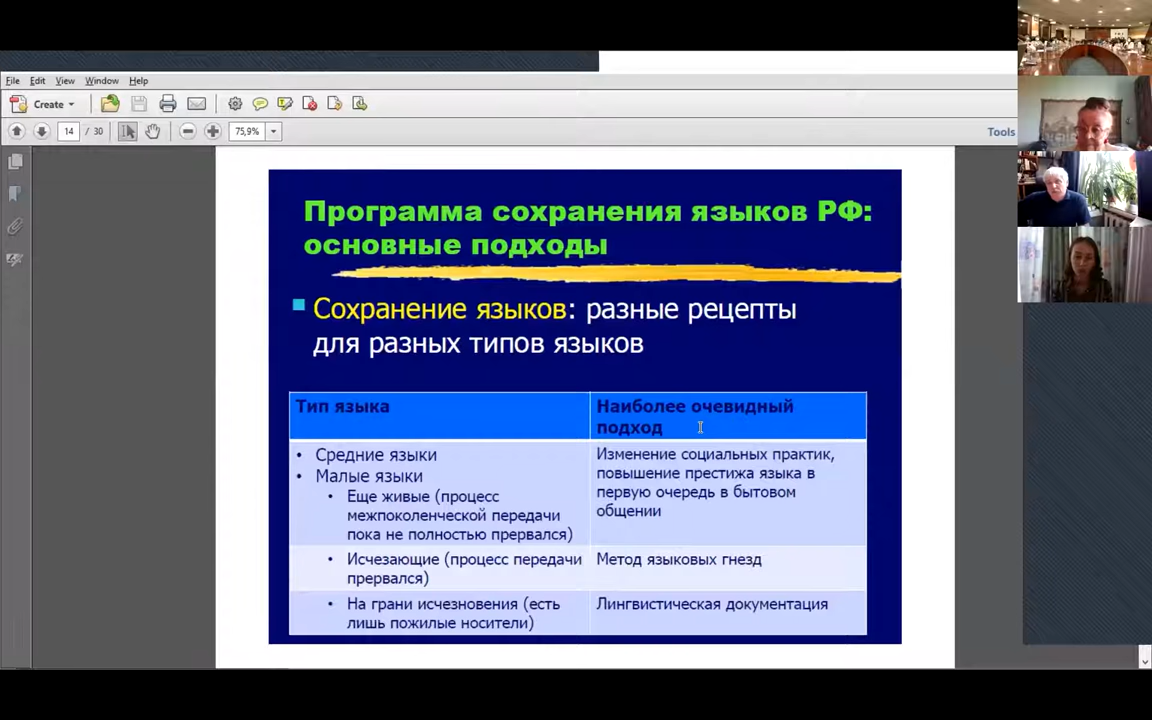 File Edit View Window Help
Create
14 / 30
75,9%
Tools
Программа сохранения языков РФ:
основные подходы
Сохранение языков: разные рецепты
для разных типов языков
Тип языка
Наиболее очевидный
подход
• Средние языки
• Малые языки
• Еще живые (процесс
межпоколенческой передачи
пока не полностью прервался)
Изменение социальных практик,
повышение престижа языка в
первую очередь в бытовом
общении
• Исчезающие (процесс передачи
прервался)
Метод языковых гнезд
• На грани исчезновения (есть
лишь пожилые носители)
Лингвистическая документация